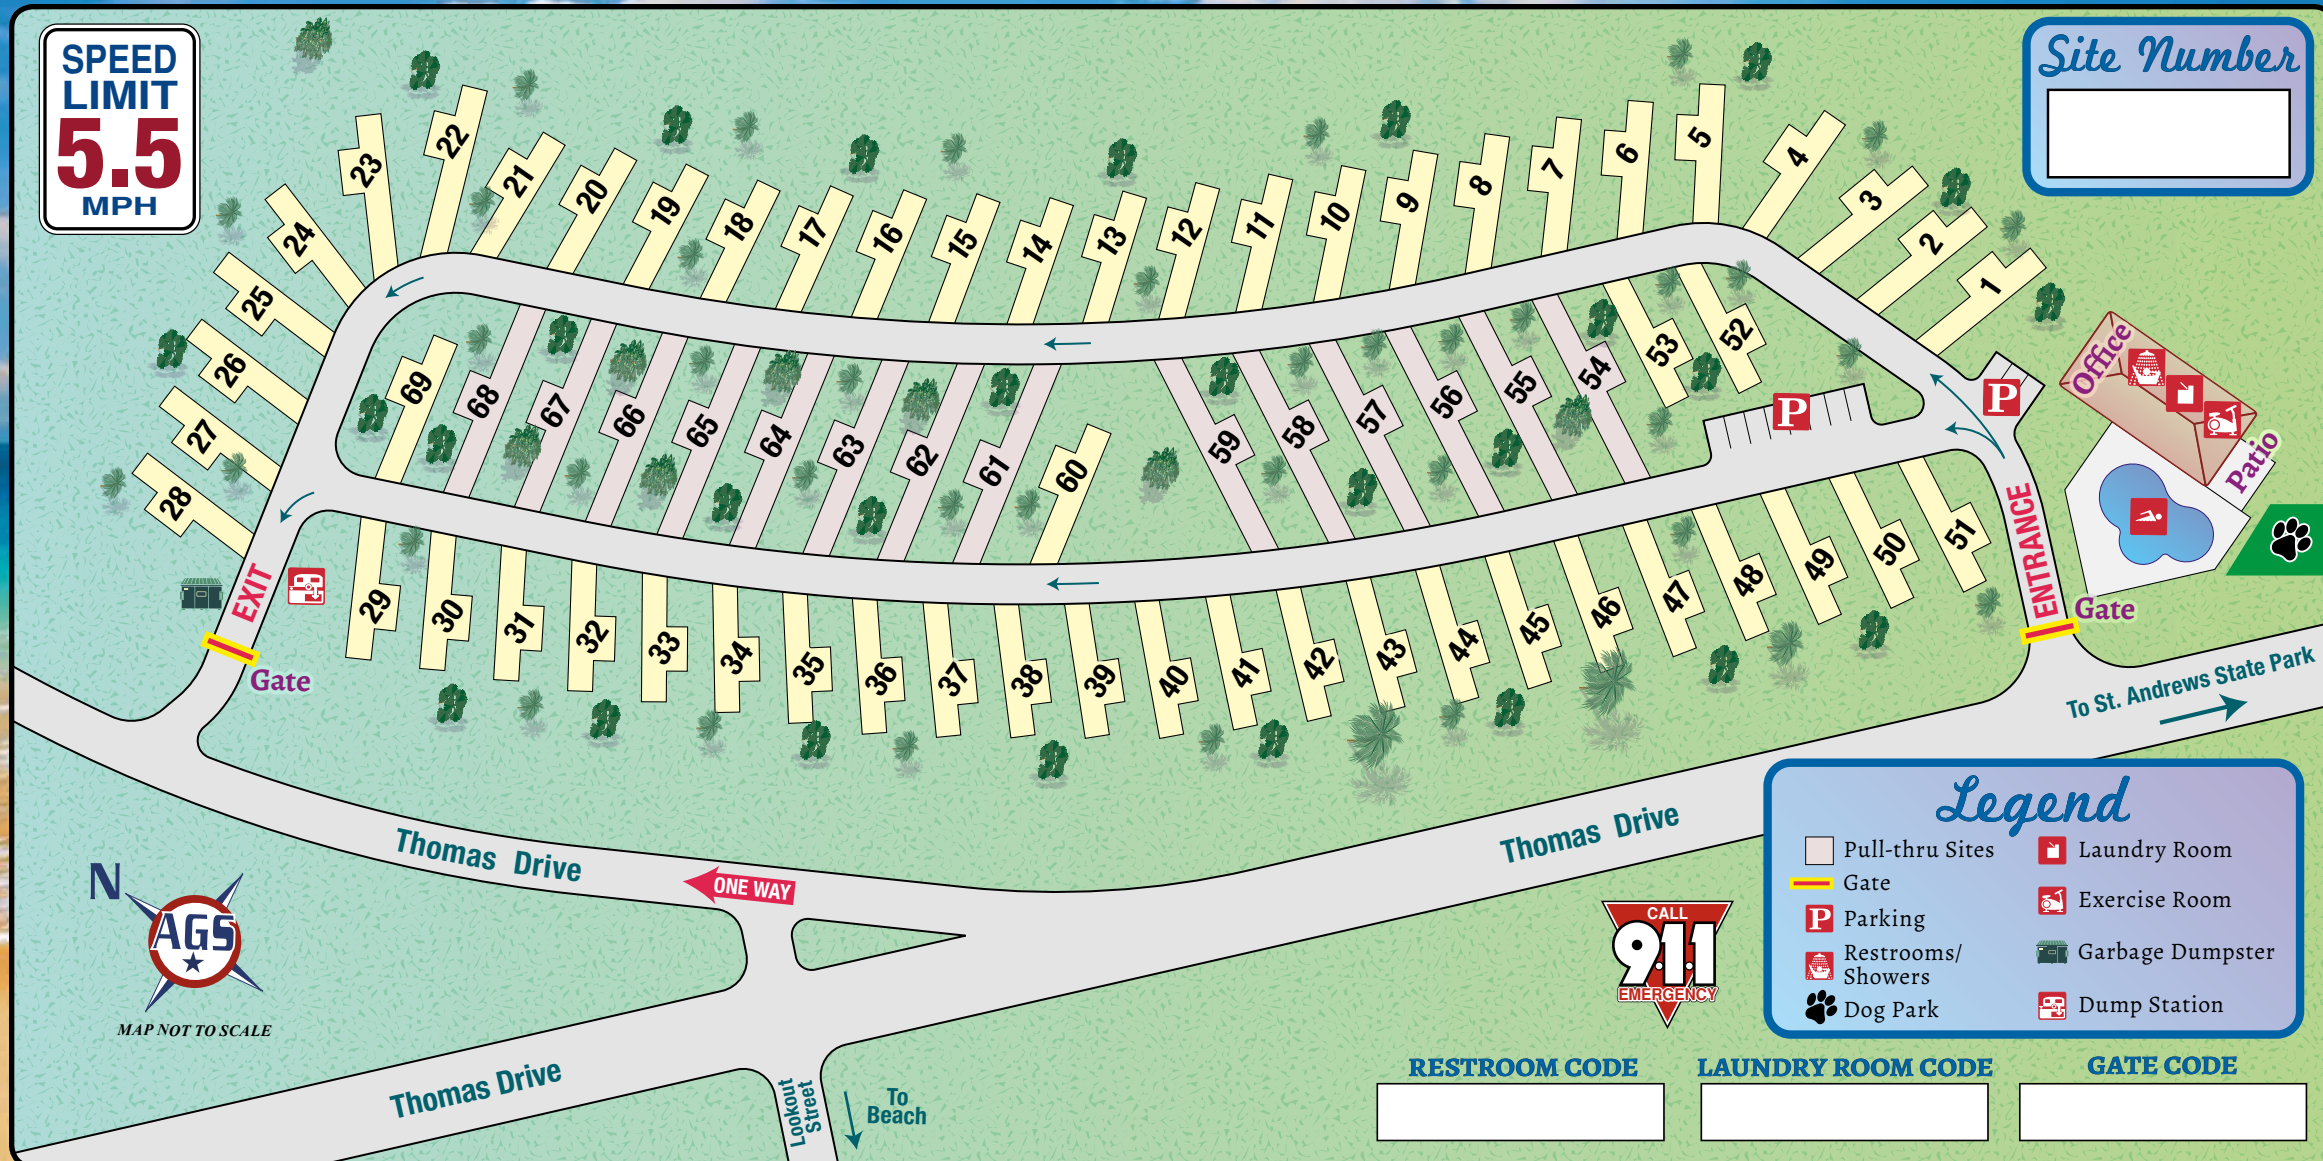 SPEED
LIMIT
5.5
MPH
Site Number
23
22
21
20
19
18
17
16
15
14
13
12
11
10
9
8
7
6
5
4
3
2
1
24
25
26
27
28
69
68
67
66
65
64
63
62
61
60
59
58
57
56
55
54
53
52
P
P
Office
Patio
ENTRANCE
Gate
EXIT
Gate
29
30
31
32
33
34
35
36
37
38
39
40
41
42
43
44
45
46
47
48
49
50
51
To St. Andrews State Park
Thomas Drive
ONE WAY
Thomas Drive
Thomas Drive
Lookout
Street
To
Beach
N
AGS
MAP NOT TO SCALE
CALL
9.1.1
EMERGENCY
Legend
Pull-thru Sites
Gate
P Parking
Restrooms/
Showers
Dog Park
Laundry Room
Exercise Room
Garbage Dumpster
Dump Station
RESTROOM CODE
LAUNDRY ROOM CODE
GATE CODE